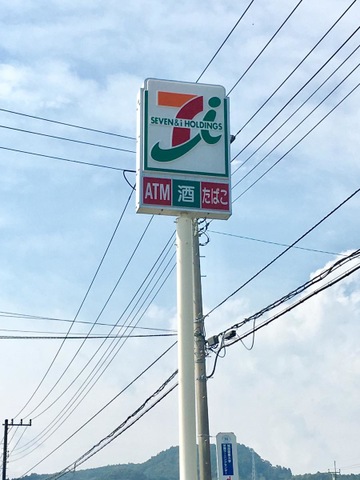 SEVEN&i HOLDINGS
ATM 酒 たばこ